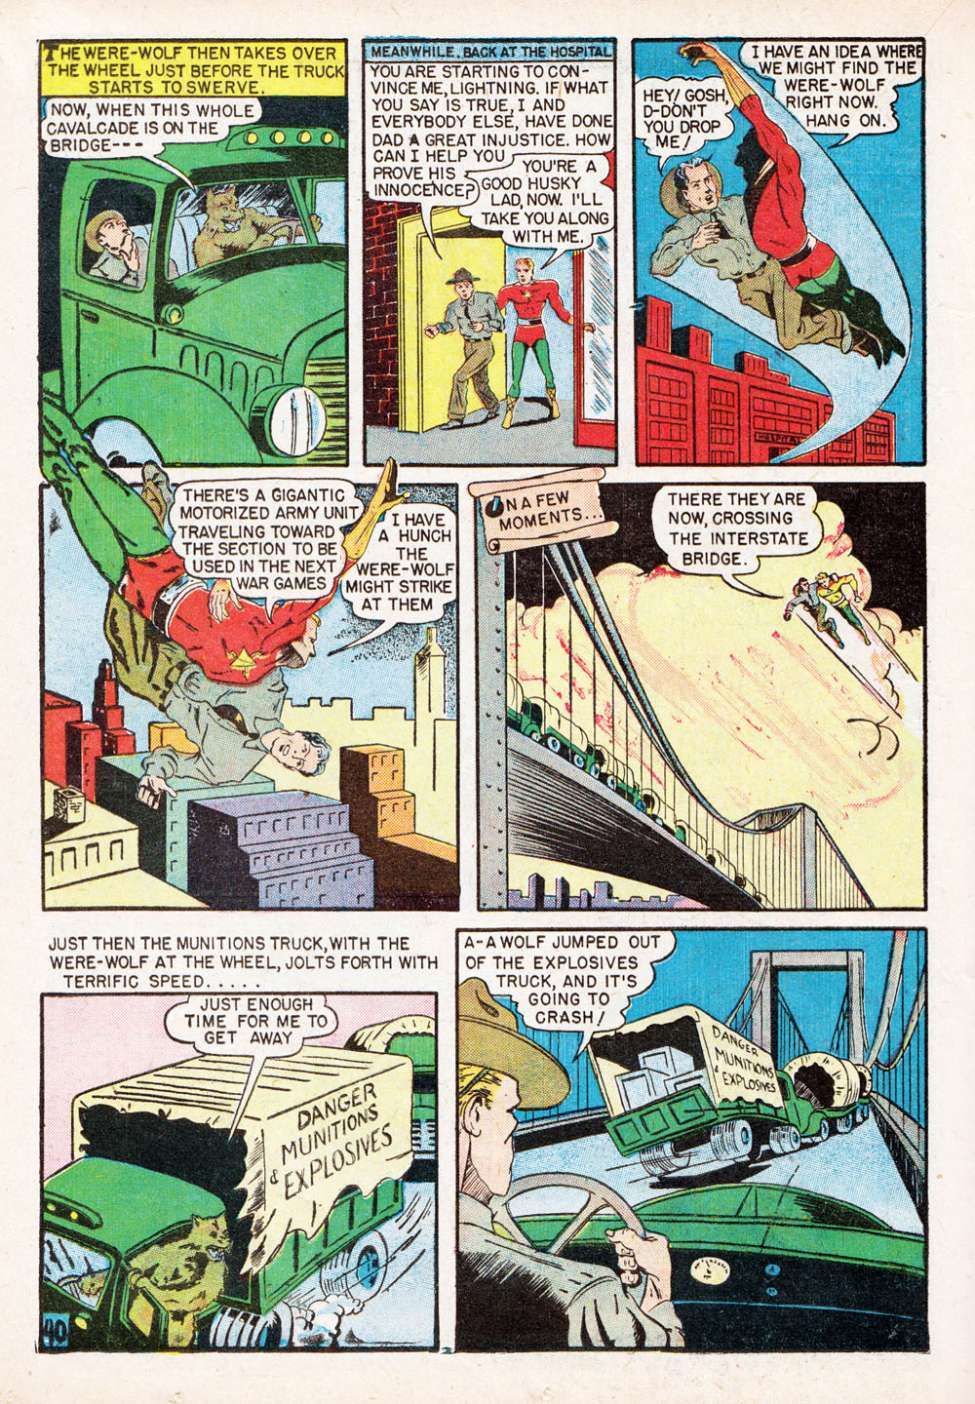 THE WERE-WOLF THEN TAKES OVER
THE WHEEL JUST BEFORE THE TRUCK
STARTS TO SWERVE.
NOW, WHEN THIS WHOLE
CAVALCADE IS ON THE
BRIDGE---
MEANWHILE, BACK AT THE HOSPITAL
YOU ARE STARTING TO CON-
VINCE ME, LIGHTNING. IF WHAT
YOU SAY IS TRUE, I AND
EVERYBODY ELSE, HAVE DONE
DAD A GREAT INJUSTICE. HOW
CAN I HELP YOU
PROVE HIS
INNOCENCE?
YOU'RE A
GOOD HUSKY
LAD, NOW. I'LL
TAKE YOU ALONG
WITH ME.
HEY! GOSH,
D-DON'T
YOU DROP
ME!
I HAVE AN IDEA WHERE
WE MIGHT FIND THE
WERE-WOLF
RIGHT NOW.
HANG ON.
HOSPITAL
THERE'S A GIGANTIC
MOTORIZED ARMY UNIT
TRAVELING TOWARD
THE SECTION TO BE
USED IN THE NEXT
WAR GAMES
I HAVE
A HUNCH
THE
WERE-WOLF
MIGHT STRIKE
AT THEM
IN A FEW
MOMENTS...
THERE THEY ARE
NOW, CROSSING
THE INTERSTATE
BRIDGE.
JUST THEN THE MUNITIONS TRUCK, WITH THE
WERE-WOLF AT THE WHEEL, JOLTS FORTH WITH
TERRIFIC SPEED.....
JUST ENOUGH
TIME FOR ME TO
GET AWAY
DANGER
MUNITIONS
& EXPLOSIVES
40
A-A WOLF JUMPED OUT
OF THE EXPLOSIVES
TRUCK, AND IT'S
GOING TO
CRASH!
DANGER
MUNITIONS
& EXPLOSIVES